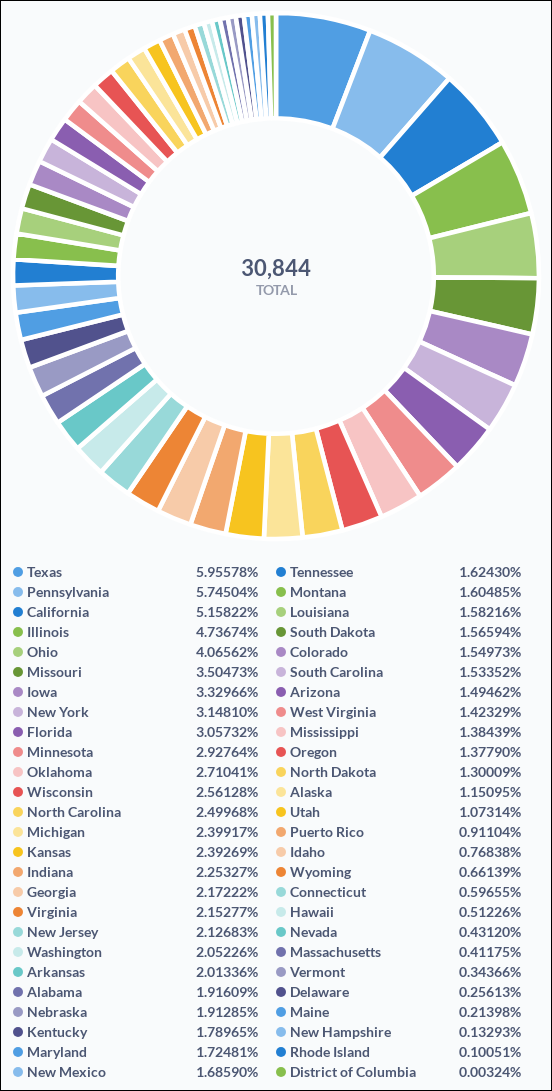 30,844
TOTAL
Texas 5.95578% Tennessee 1.62430%
Pennsylvania 5.74504% Montana 1.60485%
California 5.15822% Louisiana 1.58216%
Illinois 4.73674% South Dakota 1.56594%
Ohio 4.06562% Colorado 1.54973%
Missouri 3.50473% South Carolina 1.53352%
Iowa 3.32966% Arizona 1.49462%
New York 3.14810% West Virginia 1.42329%
Florida 3.05732% Mississippi 1.38439%
Minnesota 2.92764% Oregon 1.37790%
Oklahoma 2.71041% North Dakota 1.30009%
Wisconsin 2.56128% Alaska 1.15095%
North Carolina 2.49968% Utah 1.07314%
Michigan 2.39917% Puerto Rico 0.91104%
Kansas 2.39269% Idaho 0.76838%
Indiana 2.25327% Wyoming 0.66139%
Georgia 2.17222% Connecticut 0.59655%
Virginia 2.15277% Hawaii 0.51226%
New Jersey 2.12683% Nevada 0.43120%
Washington 2.05226% Massachusetts 0.41175%
Arkansas 2.01336% Vermont 0.34366%
Alabama 1.91609% Delaware 0.25613%
Nebraska 1.91285% Maine 0.21398%
Kentucky 1.78965% New Hampshire 0.13293%
Maryland 1.72481% Rhode Island 0.10051%
New Mexico 1.68590% District of Columbia 0.00324%